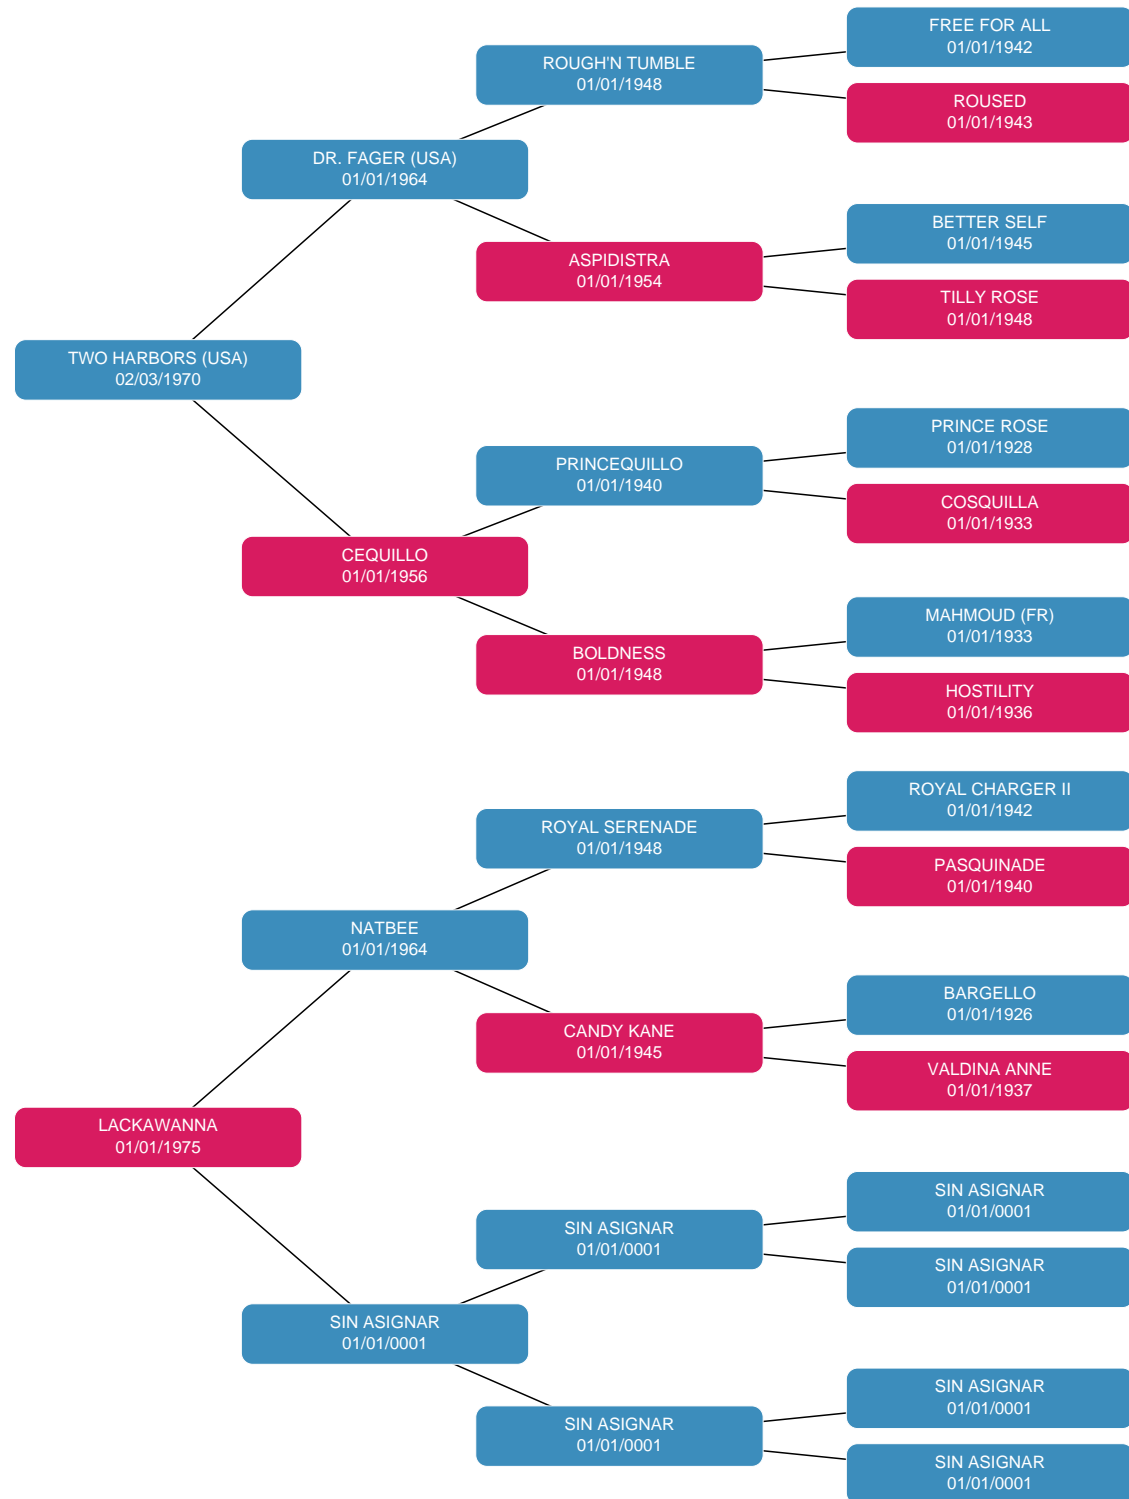 FREE FOR ALL
01/01/1942
ROUGH'N TUMBLE
01/01/1948
ROUSED
01/01/1943
DR. FAGER (USA)
01/01/1964
BETTER SELF
01/01/1945
ASPIDISTRA
01/01/1954
TILLY ROSE
01/01/1948
TWO HARBORS (USA)
02/03/1970
PRINCE ROSE
01/01/1928
PRINCEQUILLO
01/01/1940
COSQUILLA
01/01/1933
CEQUILLO
01/01/1956
MAHMOUD (FR)
01/01/1933
BOLDNESS
01/01/1948
HOSTILITY
01/01/1936
ROYAL CHARGER II
01/01/1942
ROYAL SERENADE
01/01/1948
PASQUINADE
01/01/1940
NATBEE
01/01/1964
BARGELLO
01/01/1926
CANDY KANE
01/01/1945
VALDINA ANNE
01/01/1937
LACKAWANNA
01/01/1975
SIN ASIGNAR
01/01/0001
SIN ASIGNAR
01/01/0001
SIN ASIGNAR
01/01/0001
SIN ASIGNAR
01/01/0001
SIN ASIGNAR
01/01/0001
SIN ASIGNAR
01/01/0001
SIN ASIGNAR
01/01/0001